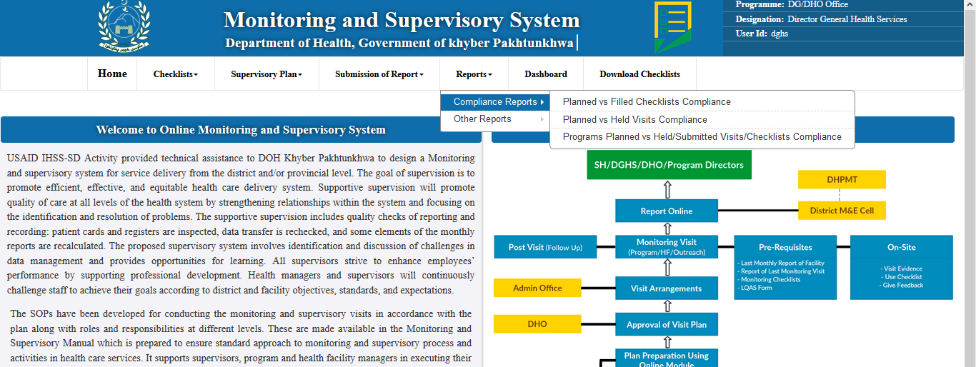 Monitoring and Supervisory System
Department of Health, Government of khyber Pakhtunkhwa
Programme: DG/DHO Office
Designation: Director General Health Services
User Id: dghs
Home
Checklists
Supervisory Plan
Submission of Report
Reports
Dashboard
Download Checklists
Compliance Reports
Other Reports
Planned vs Filled Checklists Compliance
Planned vs Held Visits Compliance
Programs Planned vs Held/Submitted Visits/Checklists Compliance
Welcome to Online Monitoring and Supervisory System
USAID IHSS-SD Activity provided technical assistance to DOH Khyber Pakhtunkhwa to design a Monitoring
and supervisory system for service delivery from the district and/or provincial level. The goal of supervision is to
promote efficient, effective, and equitable health care delivery system. Supportive supervision will promote
quality of care at all levels of the health system by strengthening relationships within the system and focusing on
the identification and resolution of problems. The supportive supervision includes quality checks of reporting and
recording: patient cards and registers are inspected, data transfer is rechecked, and some elements of the monthly
reports are recalculated. The proposed supervisory system involves identification and discussion of challenges in
data management and provides opportunities for learning. All supervisors strive to enhance employees'
performance by supporting professional development. Health managers and supervisors will continuously
challenge staff to achieve their goals according to district and facility objectives, standards, and expectations.
The SOPs have been developed for conducting the monitoring and supervisory visits in accordance with the
plan along with roles and responsibilities at different levels. These are made available in the Monitoring and
Supervisory Manual which is prepared to ensure standard approach to monitoring and supervisory process and
activities in health care services. It supports supervisors, program and health facility managers in executing their
SH/DGHS/DHO/Program Directors
DHPMT
Report Online
District M&E Cell
Post Visit (Follow Up)
Monitoring Visit
(Program/HF/Outreach)
Pre-Requisites
- Last Monthly Report of Facility
- Report of Last Monitoring Visit
- Monitoring Checklists
- LQAS Form
On-Site
- Visit Evidence
- Use Checklist
- Give Feedback
Admin Office
Visit Arrangements
DHO
Approval of Visit Plan
Plan Preparation Using
Online Module